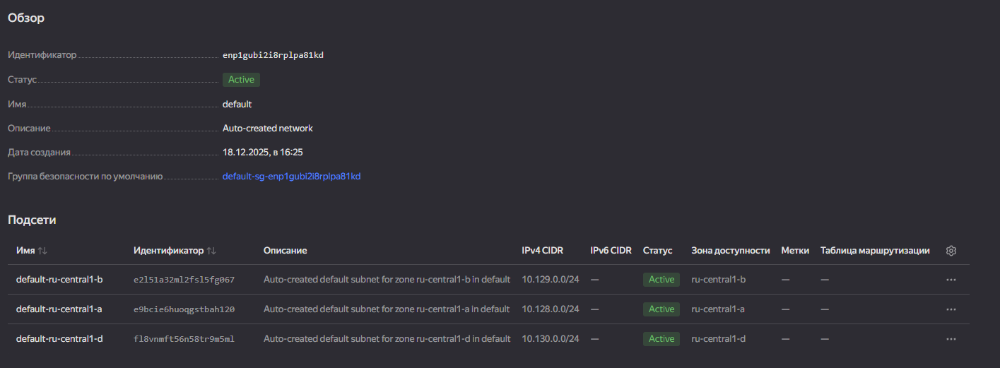 Обзор
Идентификатор enp1gubi2i8rplpa81kd
Статус Active
Имя default
Описание Auto-created network
Дата создания 18.12.2025, в 16:25
Группа безопасности по умолчанию default-sg-enp1gubi2i8rplpa81kd
Подсети
Имя Идентификатор Описание IPv4 CIDR IPv6 CIDR Статус Зона доступности Метки Таблица маршрутизации
default-ru-central1-b e2l51a32ml2fsl5fg067 Auto-created default subnet for zone ru-central1-b in default 10.129.0.0/24 — Active ru-central1-b — —
default-ru-central1-a e9bcie6huoqgstbah120 Auto-created default subnet for zone ru-central1-a in default 10.128.0.0/24 — Active ru-central1-a — —
default-ru-central1-d fl8vnmft56n58tr9m5ml Auto-created default subnet for zone ru-central1-d in default 10.130.0.0/24 — Active ru-central1-d — —